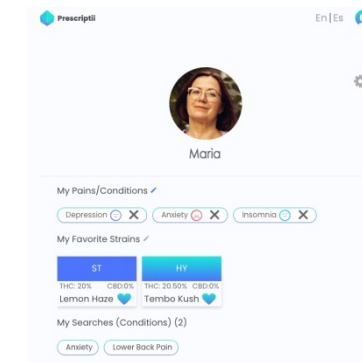 Prescriptii
En | Es
Maria
My Pains/Conditions
Depression
Anxiety
Insomnia
My Favorite Strains
ST
HY
THC: 20% CBD:0%
THC: 20.50% CBD:0%
Lemon Haze
Tembo Kush
My Searches (Conditions) (2)
Anxiety
Lower Back Pain